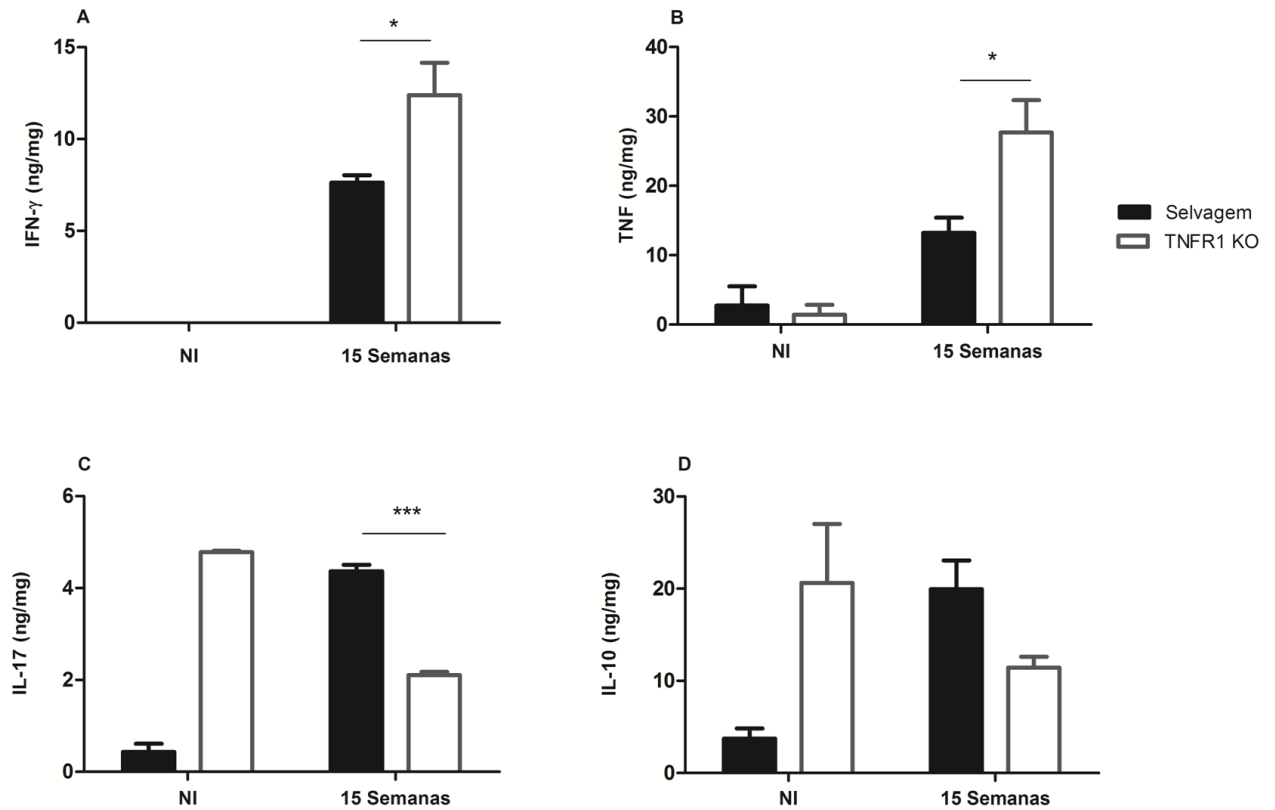 A
*
15
10
5
0
IFN-γ (ng/mg)
NI
15 Semanas
B
*
40
30
20
10
0
TNF (ng/mg)
NI
15 Semanas
Selvagem
TNFR1 KO
C
***
6
4
2
0
IL-17 (ng/mg)
NI
15 Semanas
D
30
20
10
0
IL-10 (ng/mg)
NI
15 Semanas